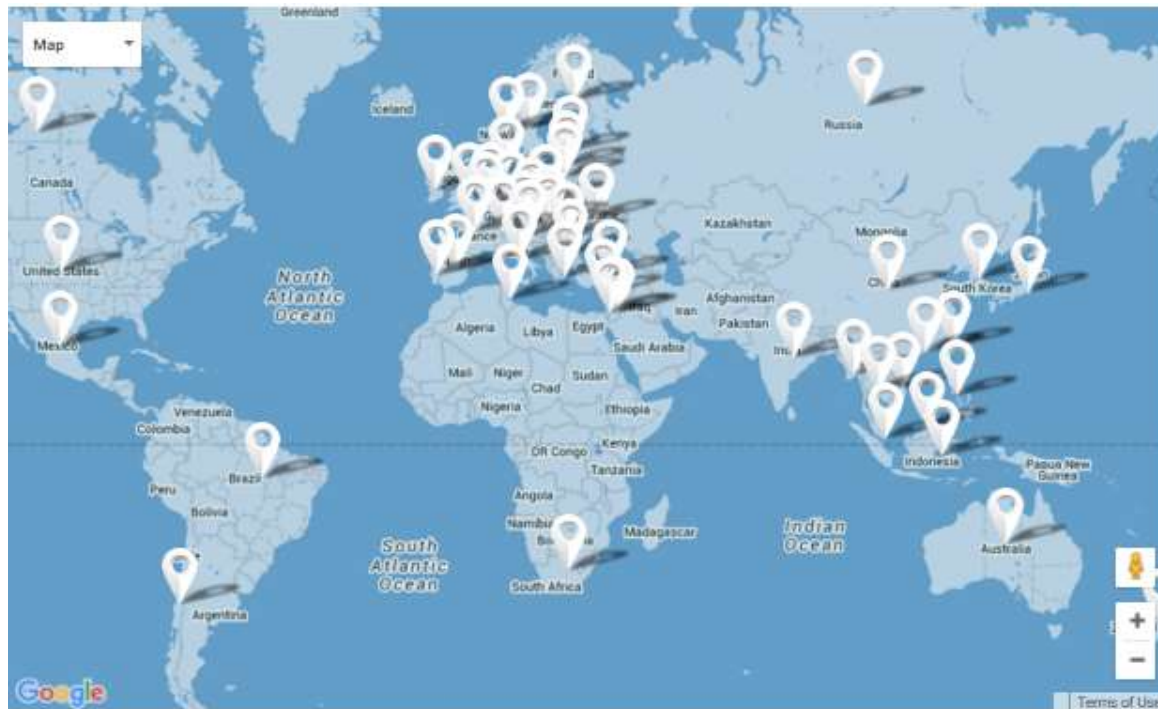 Greenland
Map
Iceland
Russia
Canada
Kazakhstan
Mongolia
United States
North
Atlantic
Ocean
South Korea
Afghanistan
Iran
Pakistan
Mexico
Algeria
Libya
Egypt
Saudi Arabia
Mali
Niger
Chad
Sudan
Nigeria
Ethiopia
Venezuela
Colombia
DR Congo
Kenya
Tanzania
Brazil
Indonesia
Papua New
Guinea
Peru
Bolivia
Angola
Namibia
Madagascar
Indian
Ocean
Australia
South
Atlantic
Ocean
South Africa
Argentina
Google
Terms of Use